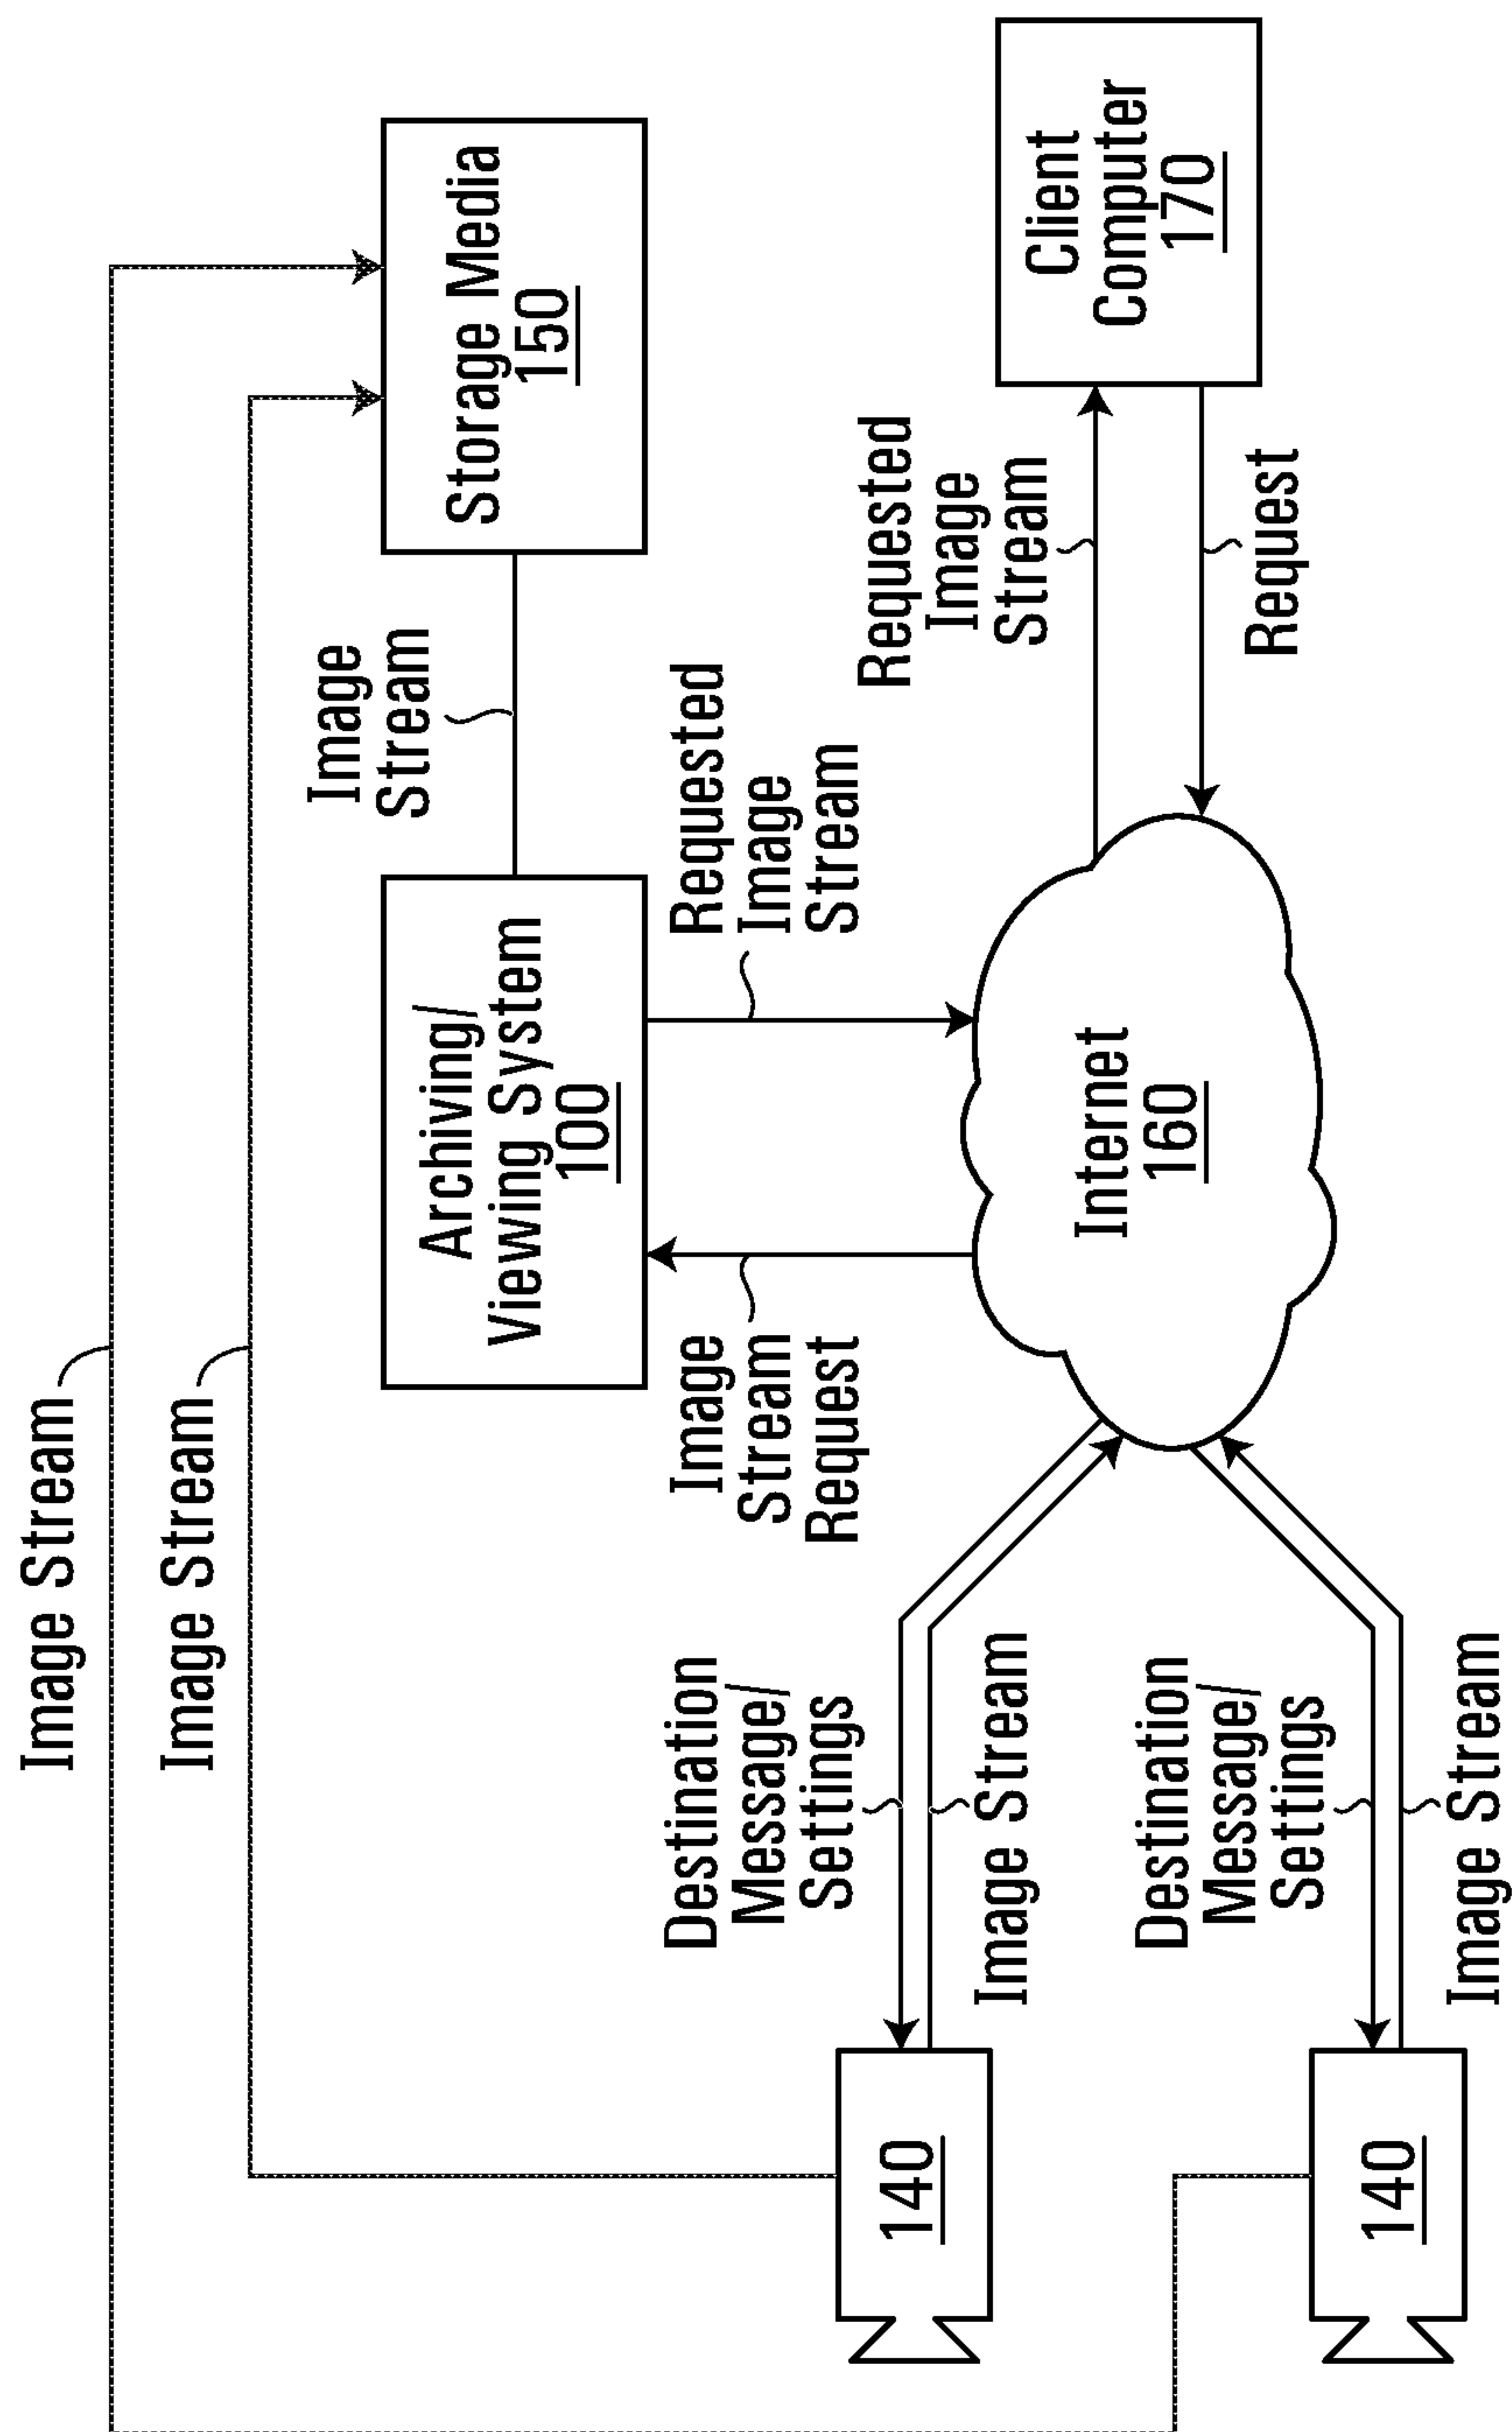 Image Stream
Image Stream
Image
Stream
Storage Media
150
Archiving/
Viewing System
100
Requested
Image
Stream
Image
Stream
Request
Requested
Image
Stream
Client
Computer
170
Request
Internet
160
Destination
Message/
Settings
Image Stream
140
Destination
Message/
Settings
Image Stream
140